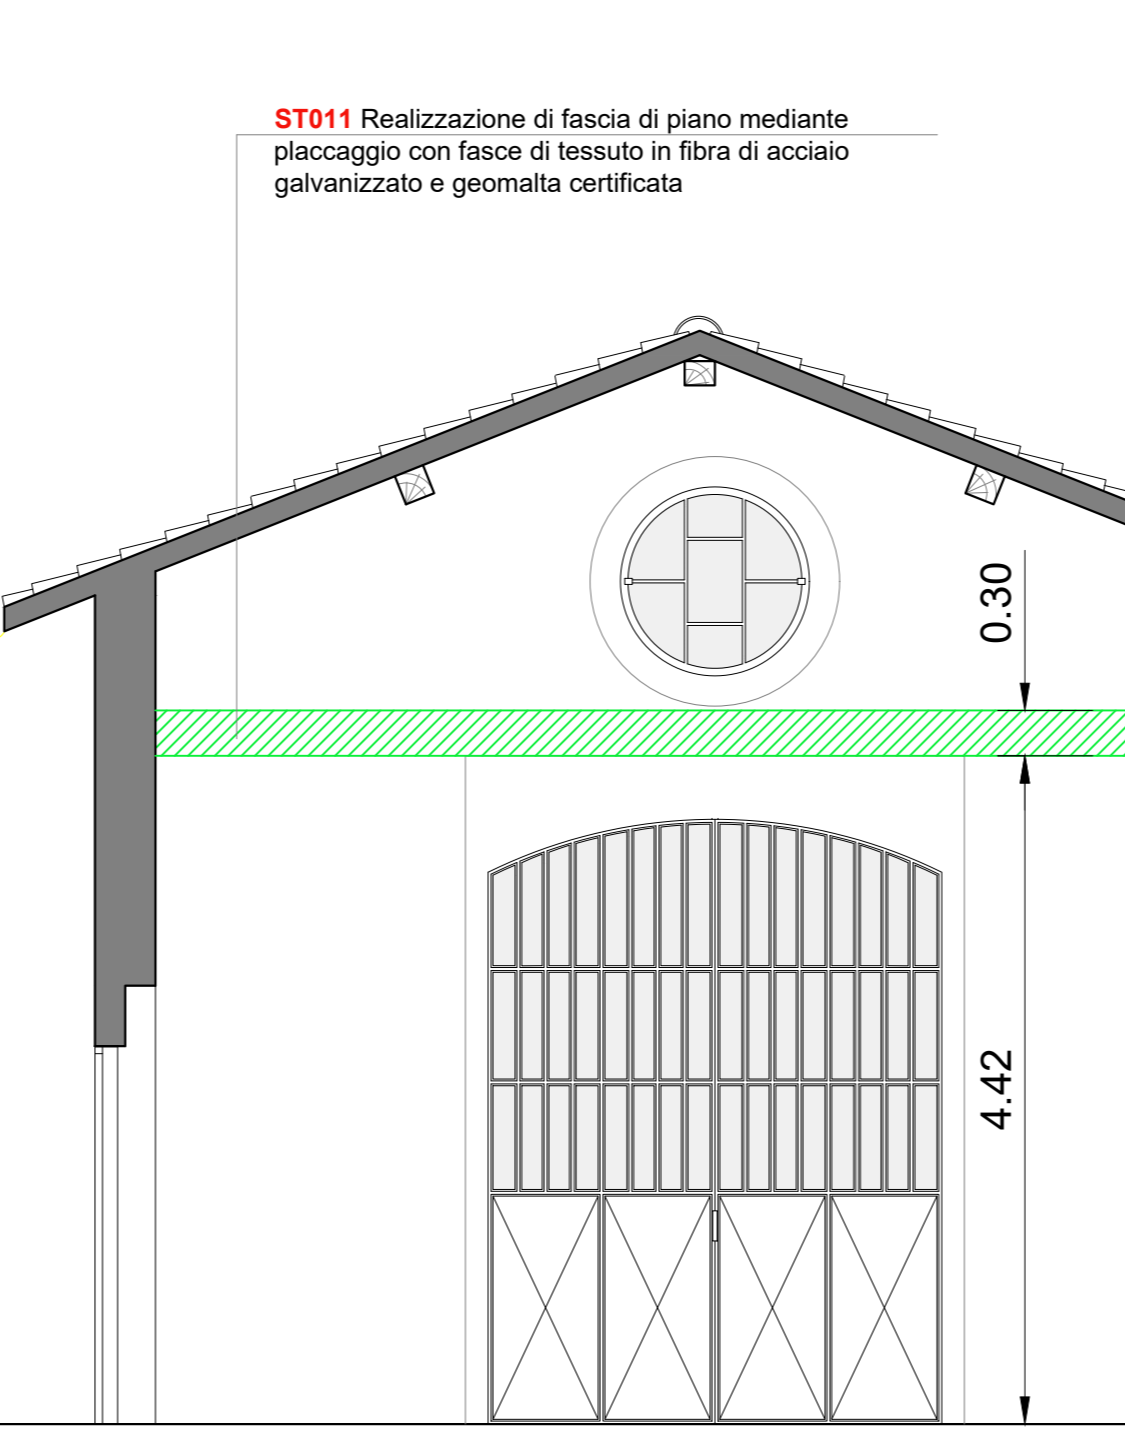 ST011 Realizzazione di fascia di piano mediante
placcaggio con fasce di tessuto in fibra di acciaio
galvanizzato e geomalta certificata
0.30
4.42